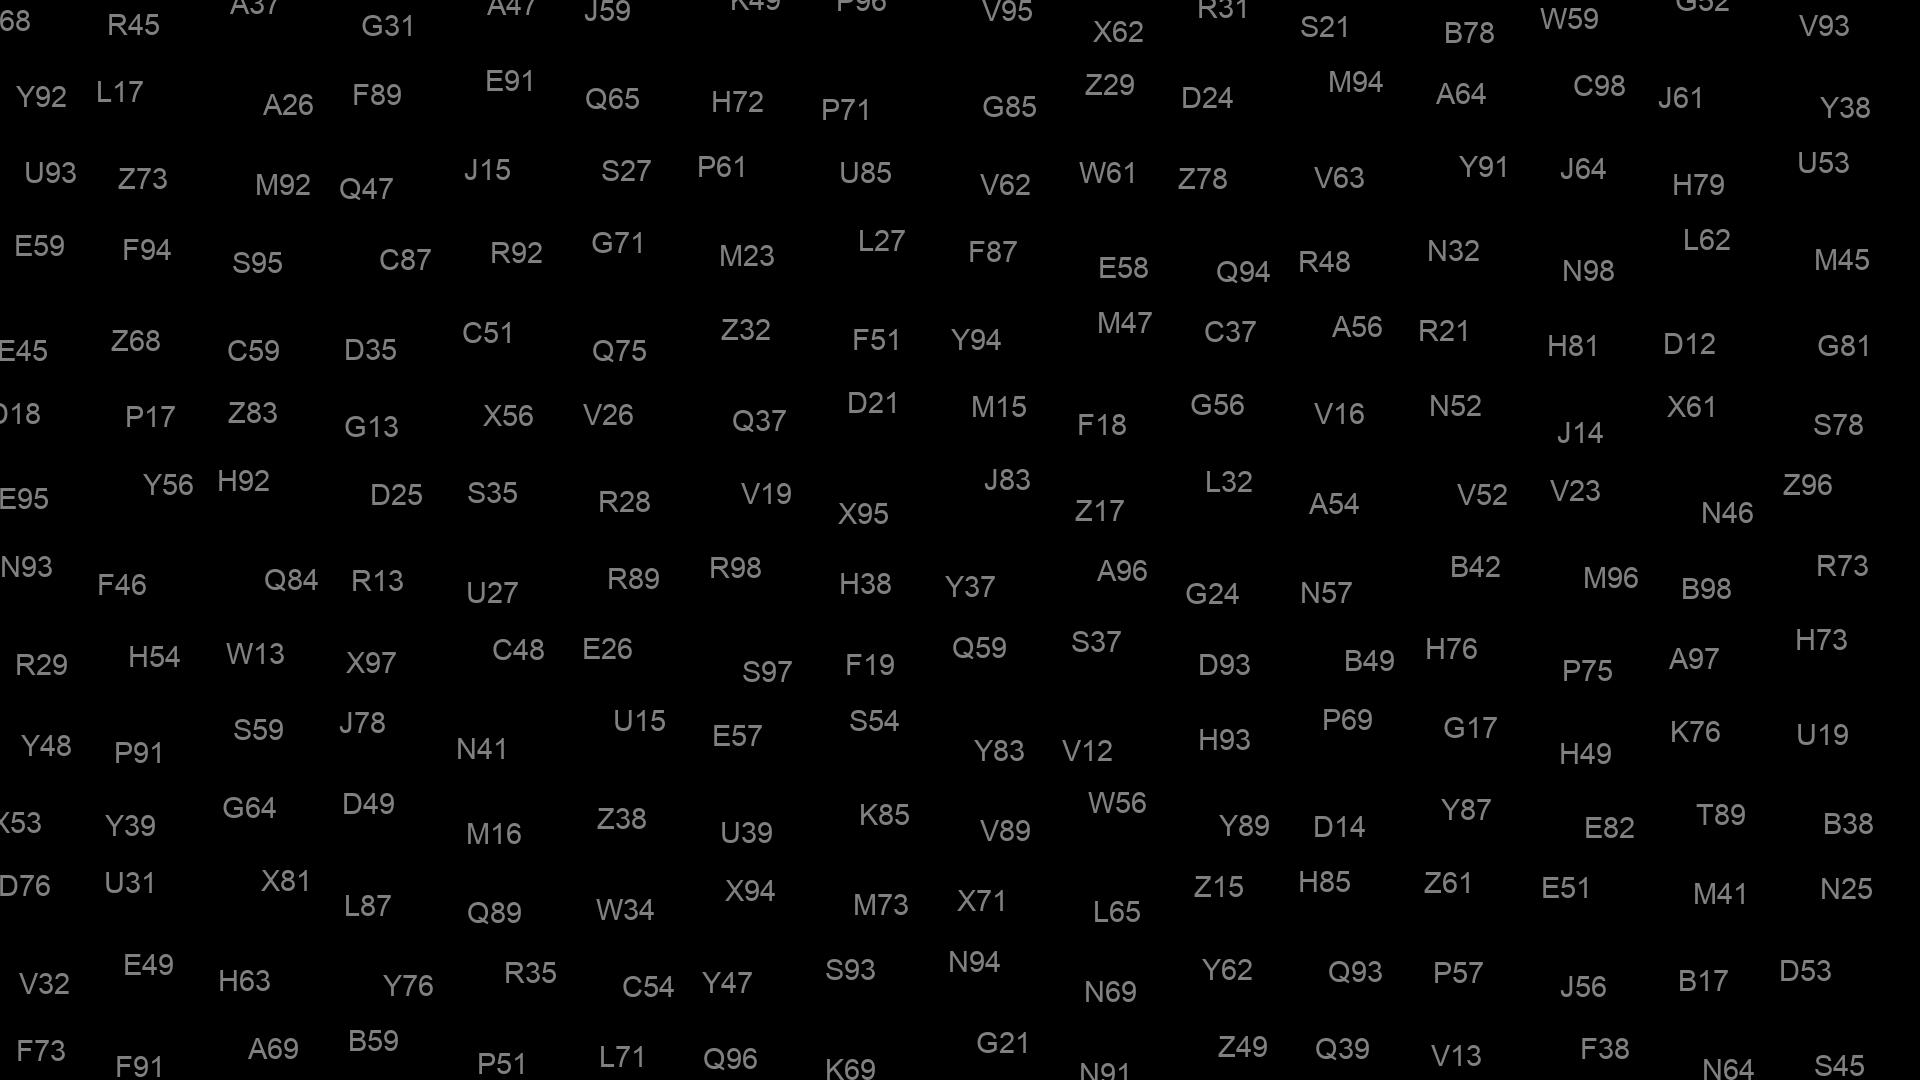 68 R45 A37 G31 A47 J59 K49 P96 V95 X62 R31 S21 B78 W59 G52 V93
Y92 L17 A26 F89 E91 Q65 H72 P71 G85 Z29 D24 M94 A64 C98 J61 Y38
U93 Z73 M92 Q47 J15 S27 P61 U85 V62 W61 Z78 V63 Y91 J64 H79 U53
E59 F94 S95 C87 R92 G71 M23 L27 F87 E58 Q94 R48 N32 N98 L62 M45
E45 Z68 C59 D35 C51 Q75 Z32 F51 Y94 M47 C37 A56 R21 H81 D12 G81
D18 P17 Z83 G13 X56 V26 Q37 D21 M15 F18 G56 V16 N52 J14 X61 S78
E95 Y56 H92 D25 S35 R28 V19 X95 J83 Z17 L32 A54 V52 V23 N46 Z96
N93 F46 Q84 R13 U27 R89 R98 H38 Y37 A96 G24 N57 B42 M96 B98 R73
R29 H54 W13 X97 C48 E26 S97 F19 Q59 S37 D93 B49 H76 P75 A97 H73
Y48 P91 S59 J78 N41 U15 E57 S54 Y83 V12 H93 P69 G17 H49 K76 U19
X53 Y39 G64 D49 M16 Z38 U39 K85 V89 W56 Y89 D14 Y87 E82 T89 B38
D76 U31 X81 L87 Q89 W34 X94 M73 X71 L65 Z15 H85 Z61 E51 M41 N25
V32 E49 H63 Y76 R35 C54 Y47 S93 N94 N69 Y62 Q93 P57 J56 B17 D53
F73 F91 A69 B59 P51 L71 Q96 K69 G21 N91 Z49 Q39 V13 F38 N64 S45